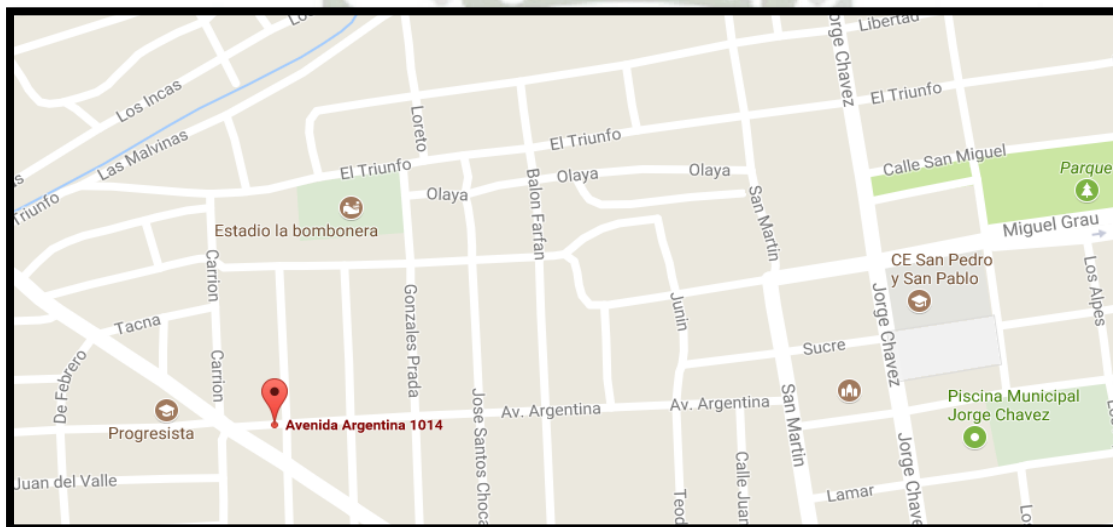 Libertad
Jorge Chavez
Los Incas
Loreto
El Triunfo
Las Malvinas
El Triunfo
Calle San Miguel
El Triunfo
Parque
Olaya
Olaya
Olaya
Balon Farfan
San Martin
Triunfo
Estadio la bombonera
Miguel Grau
Carrion
CE San Pedro
y San Pablo
Los Alpes
Gonzales Prada
Junin
Jorge Chavez
Tacna
Sucre
De Febrero
Carrion
Jose Santos Choca
San Martin
Piscina Municipal
Jorge Chavez
Av. Argentina
Av. Argentina
Progresista
Avenida Argentina 1014
Jorge Chave
Calle Juan
Juan del Valle
Lamar
Teod